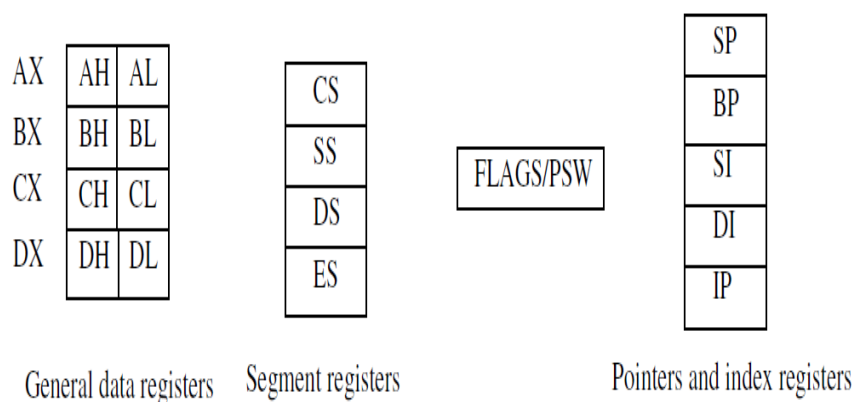 AX AH AL
BX BH BL
CX CH CL
DX DH DL
General data registers
CS
SS
DS
ES
Segment registers
FLAGS/PSW
SP
BP
SI
DI
IP
Pointers and index registers